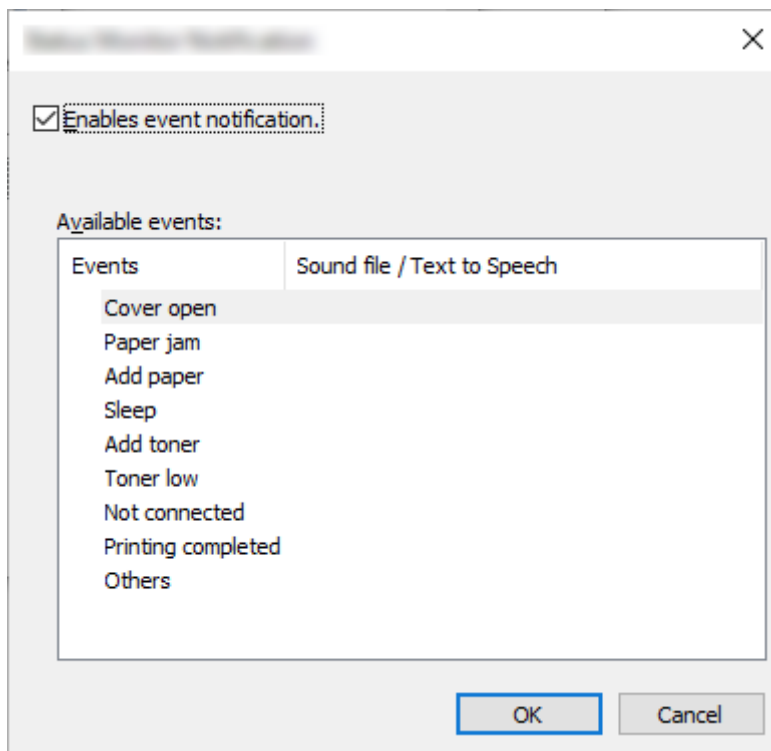 Enables event notification.
Available events:
Events Sound file / Text to Speech
Cover open
Paper jam
Add paper
Sleep
Add toner
Toner low
Not connected
Printing completed
Others
OK Cancel